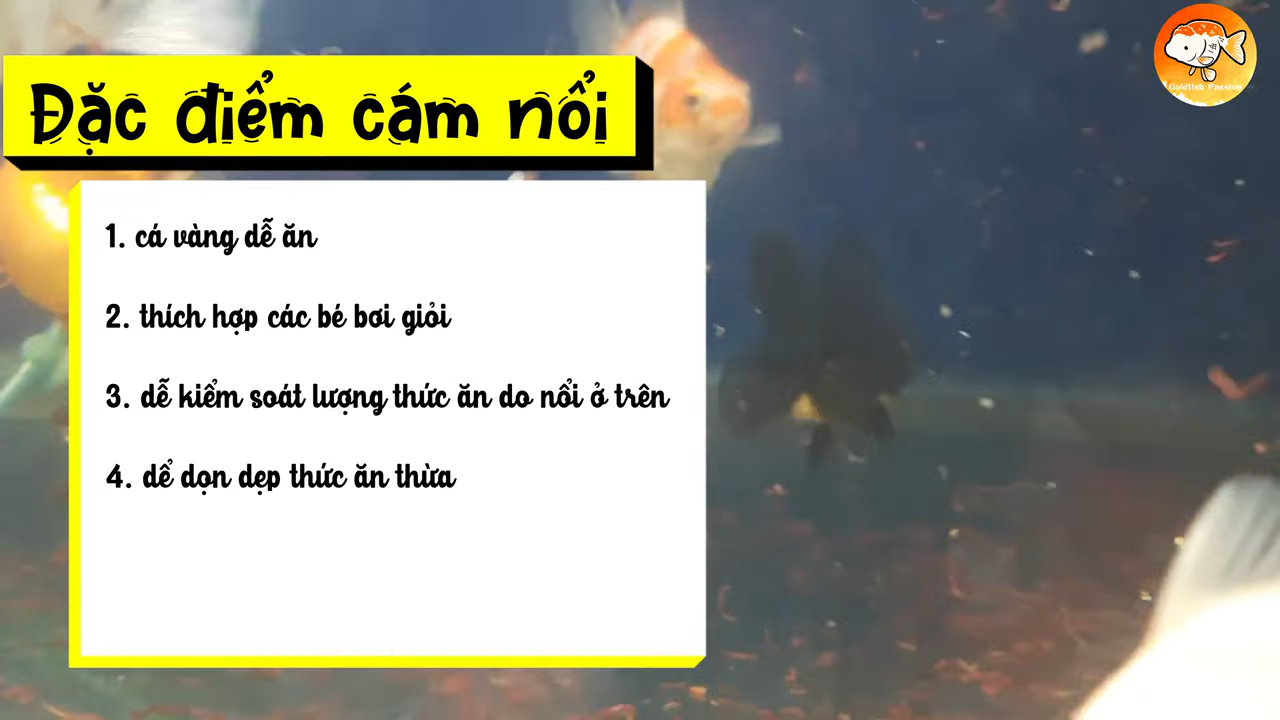 Đặc điểm cám nổi
1. cá vàng dễ ăn
2. thích hợp các bé bơi giỏi
3. dễ kiểm soát lượng thức ăn do nổi ở trên
4. dể dọn dẹp thức ăn thừa
Goldfish Passion